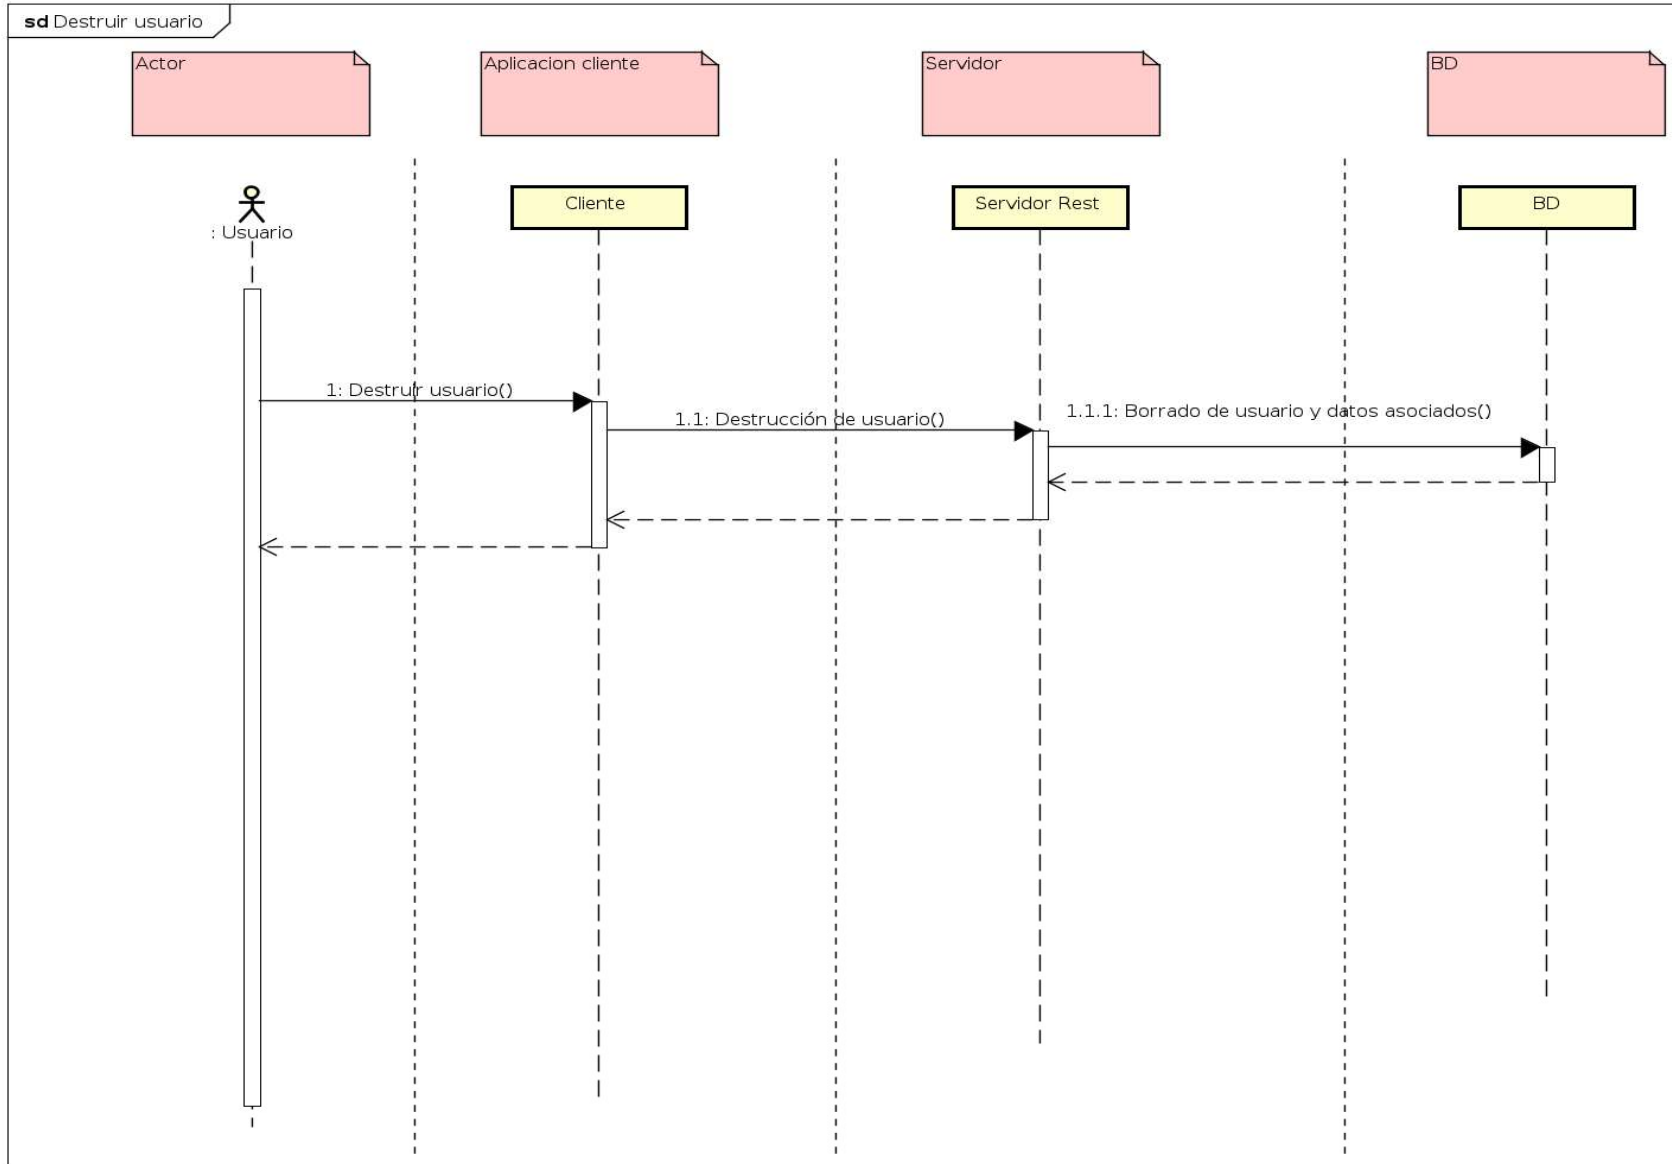 sd Destruir usuario
Actor
Aplicacion cliente
Servidor
BD
: Usuario
Cliente
Servidor Rest
BD
1: Destruir usuario()
1.1: Destrucción de usuario()
1.1.1: Borrado de usuario y datos asociados()